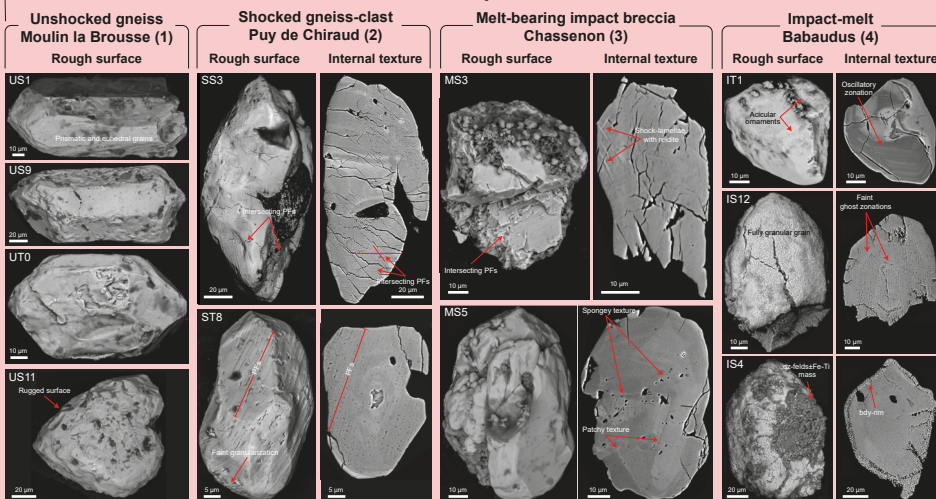 Unshocked gneiss
Moulin la Brousse (1)
Rough surface
US1
Prismatic and euhedral grains
10 µm
US9
20 µm
UT0
10 µm
US11
Rugged surface
20 µm
Shocked gneiss-clast
Puy de Chiraud (2)
Rough surface
Internal texture
SS3
Intersecting PFs
20 µm
Intersecting PFs
20 µm
ST8
PFs
Faint granularization
5 µm
PFs
5 µm
Melt-bearing impact breccia
Chassenon (3)
Rough surface
Internal texture
MS3
Intersecting PFs
10 µm
Shock-lamellae
with reidite
10 µm
MS5
10 µm
Spongey texture
Patchy texture
10 µm
Impact-melt
Babaudus (4)
Rough surface
Internal texture
IT1
Acicular
ornaments
10 µm
Oscillatory
zonation
10 µm
IS12
Fully granular grain
10 µm
Faint
ghost zonations
10 µm
IS4
qz-felds±Fe-Ti
mass
20 µm
bdy-rim
20 µm